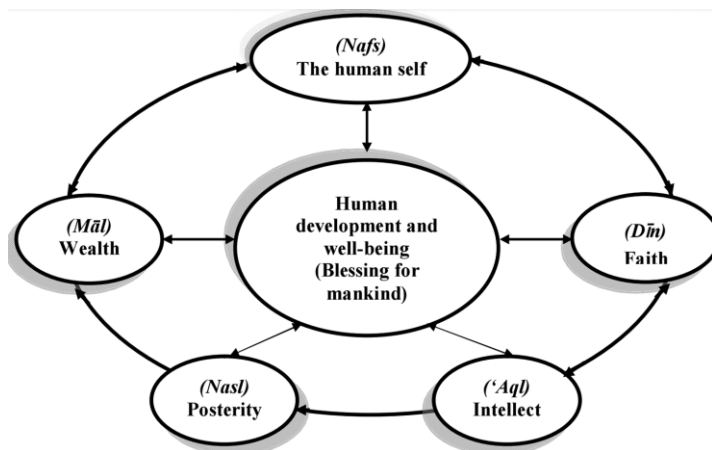 (Nafs)
The human self
(Māl)
Wealth
Human
development and
well-being
(Blessing for
mankind)
(Dīn)
Faith
(Nasl)
Posterity
(‘Aql)
Intellect